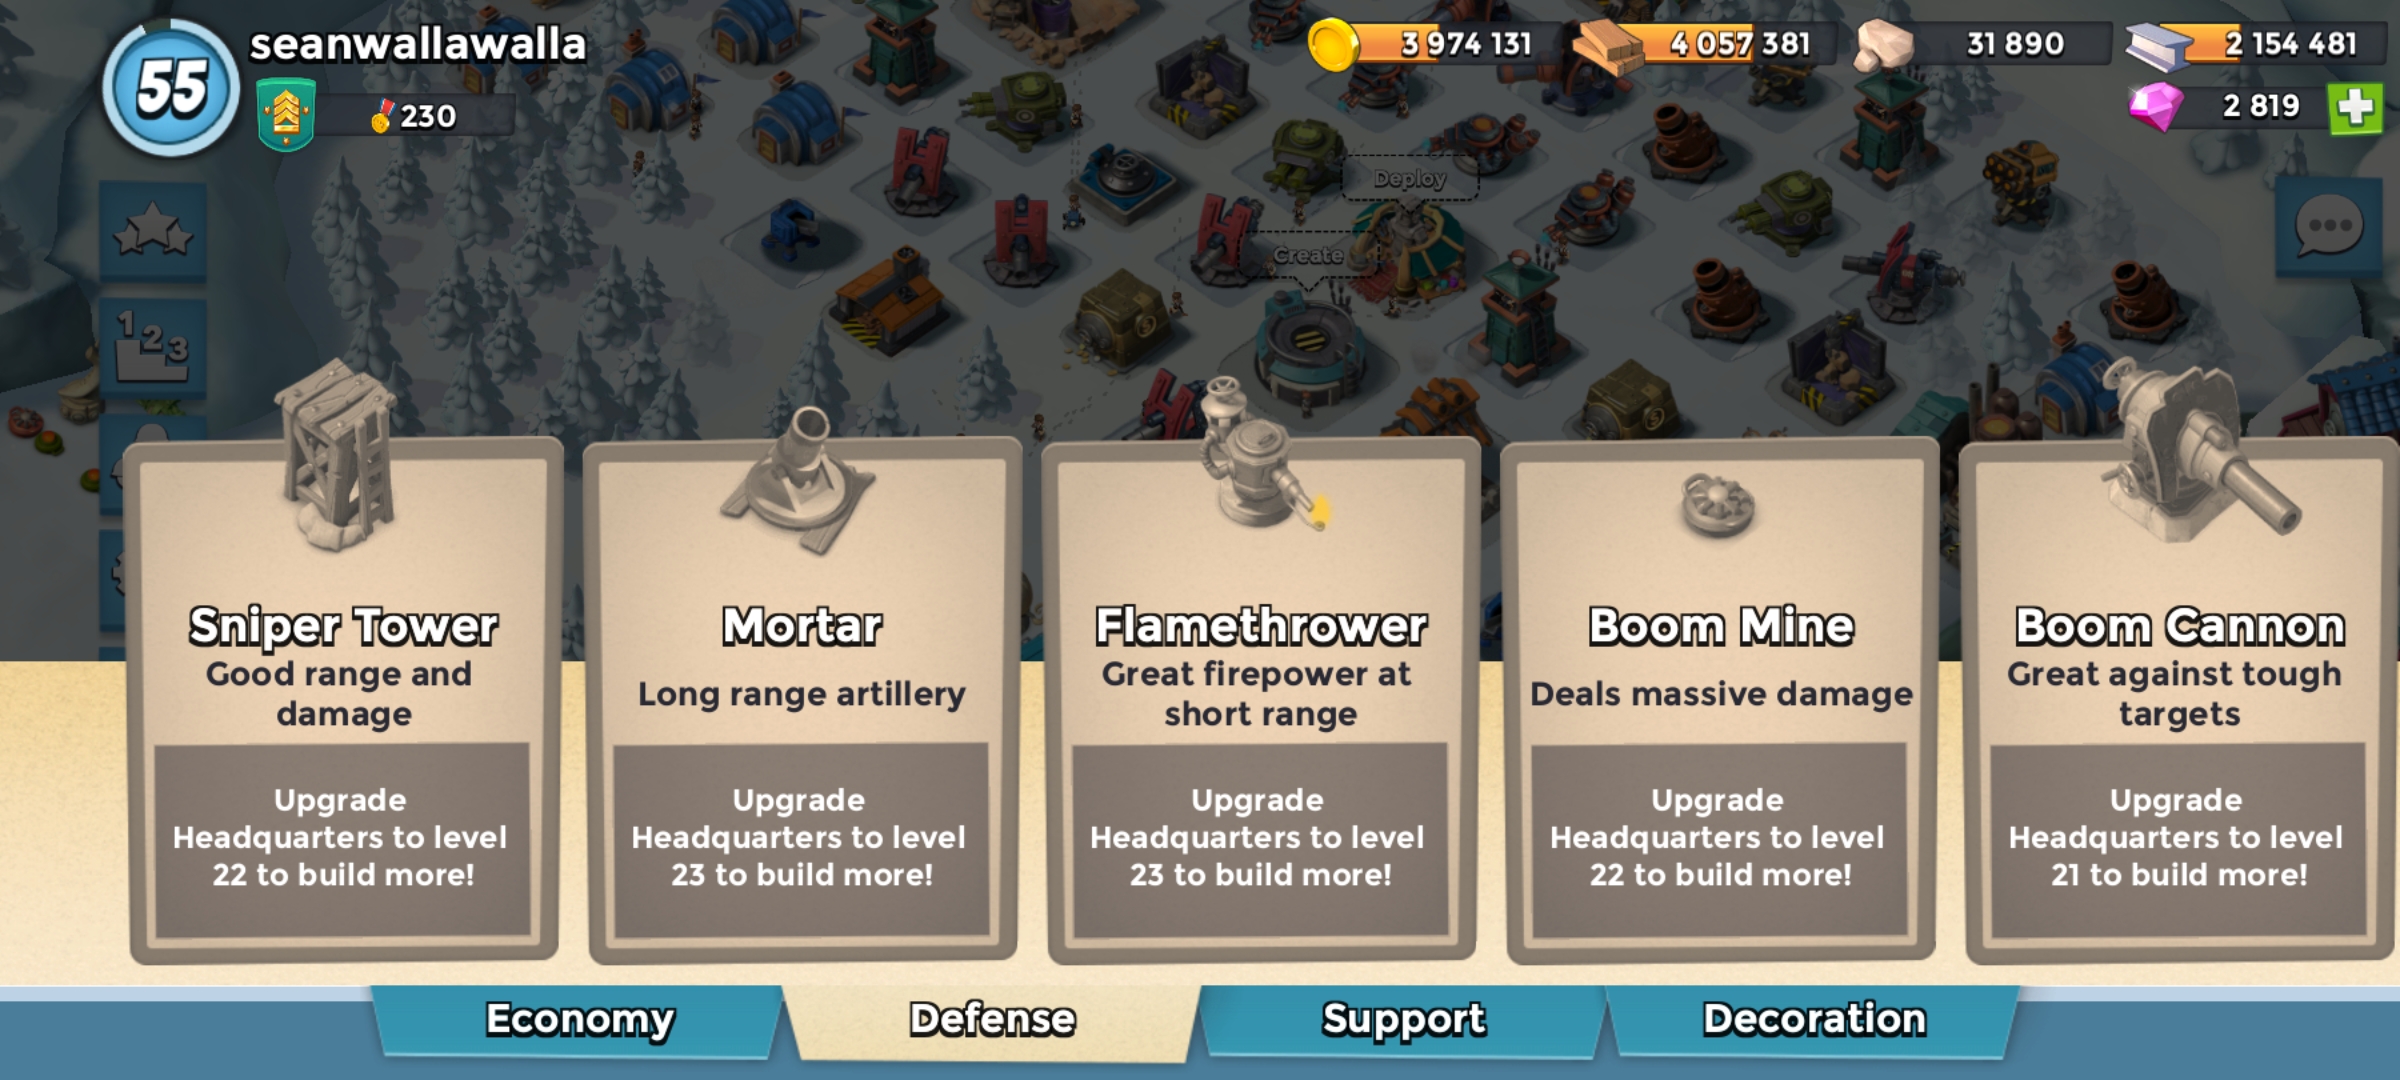 55
seanwallawalla
230
3 974 131
4 057 381
31 890
2 154 481
2 819
Deploy
Create
1 2 3
Sniper Tower
Good range and
damage
Upgrade
Headquarters to level
22 to build more!
Mortar
Long range artillery
Upgrade
Headquarters to level
23 to build more!
Flamethrower
Great firepower at
short range
Upgrade
Headquarters to level
23 to build more!
Boom Mine
Deals massive damage
Upgrade
Headquarters to level
22 to build more!
Boom Cannon
Great against tough
targets
Upgrade
Headquarters to level
21 to build more!
Economy
Defense
Support
Decoration